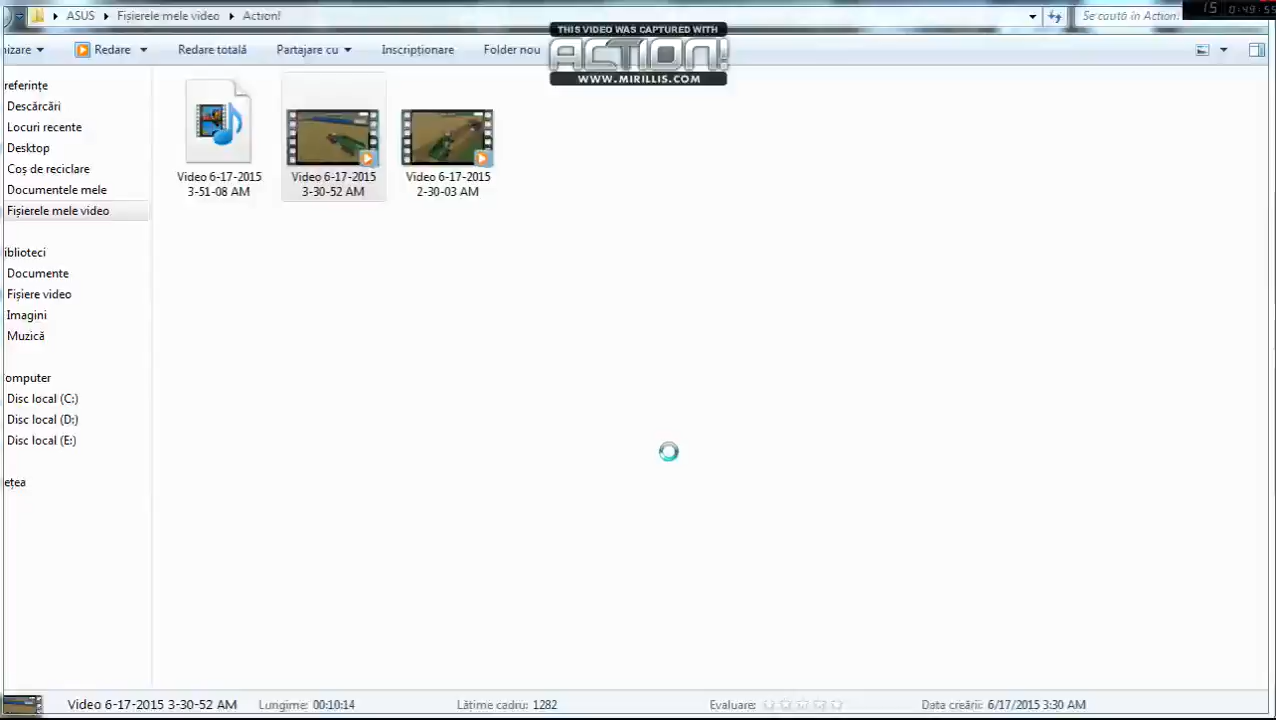 ASUS Fișierele mele video Action! Se caută în Action!
15 0:49:55
THIS VIDEO WAS CAPTURED WITH
ACTION!
WWW.MIRILLIS.COM
nizare Redare Redare totală Partajare cu Inscripționare Folder nou
referințe
Descărcări
Locuri recente
Desktop
Coș de reciclare
Documentele mele
Fișierele mele video
iblioteci
Documente
Fișiere video
Imagini
Muzică
omputer
Disc local (C:)
Disc local (D:)
Disc local (E:)
ețea
Video 6-17-2015
3-51-08 AM
Video 6-17-2015
3-30-52 AM
Video 6-17-2015
2-30-03 AM
Video 6-17-2015 3-30-52 AM Lungime: 00:10:14 Lățime cadru: 1282 Evaluare: Data creării: 6/17/2015 3:30 AM